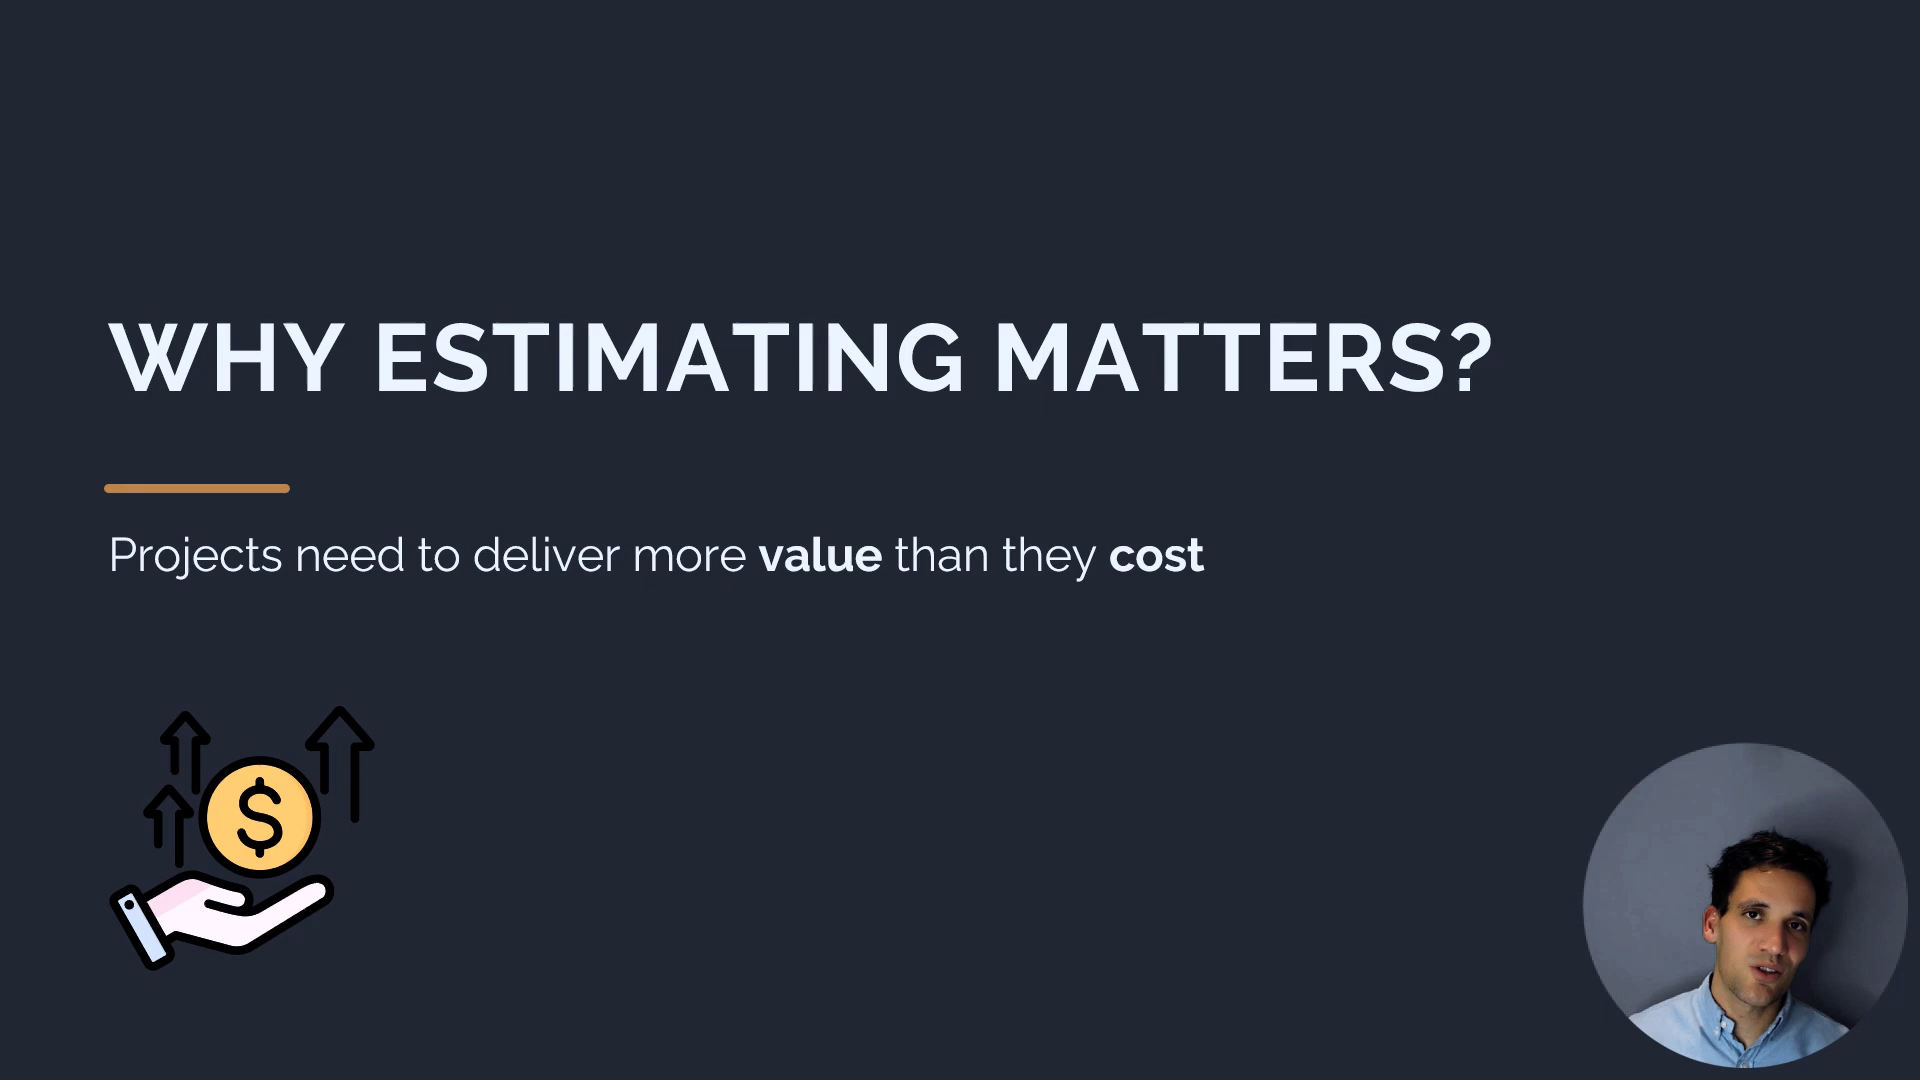 WHY ESTIMATING MATTERS?
Projects need to deliver more value than they cost
$